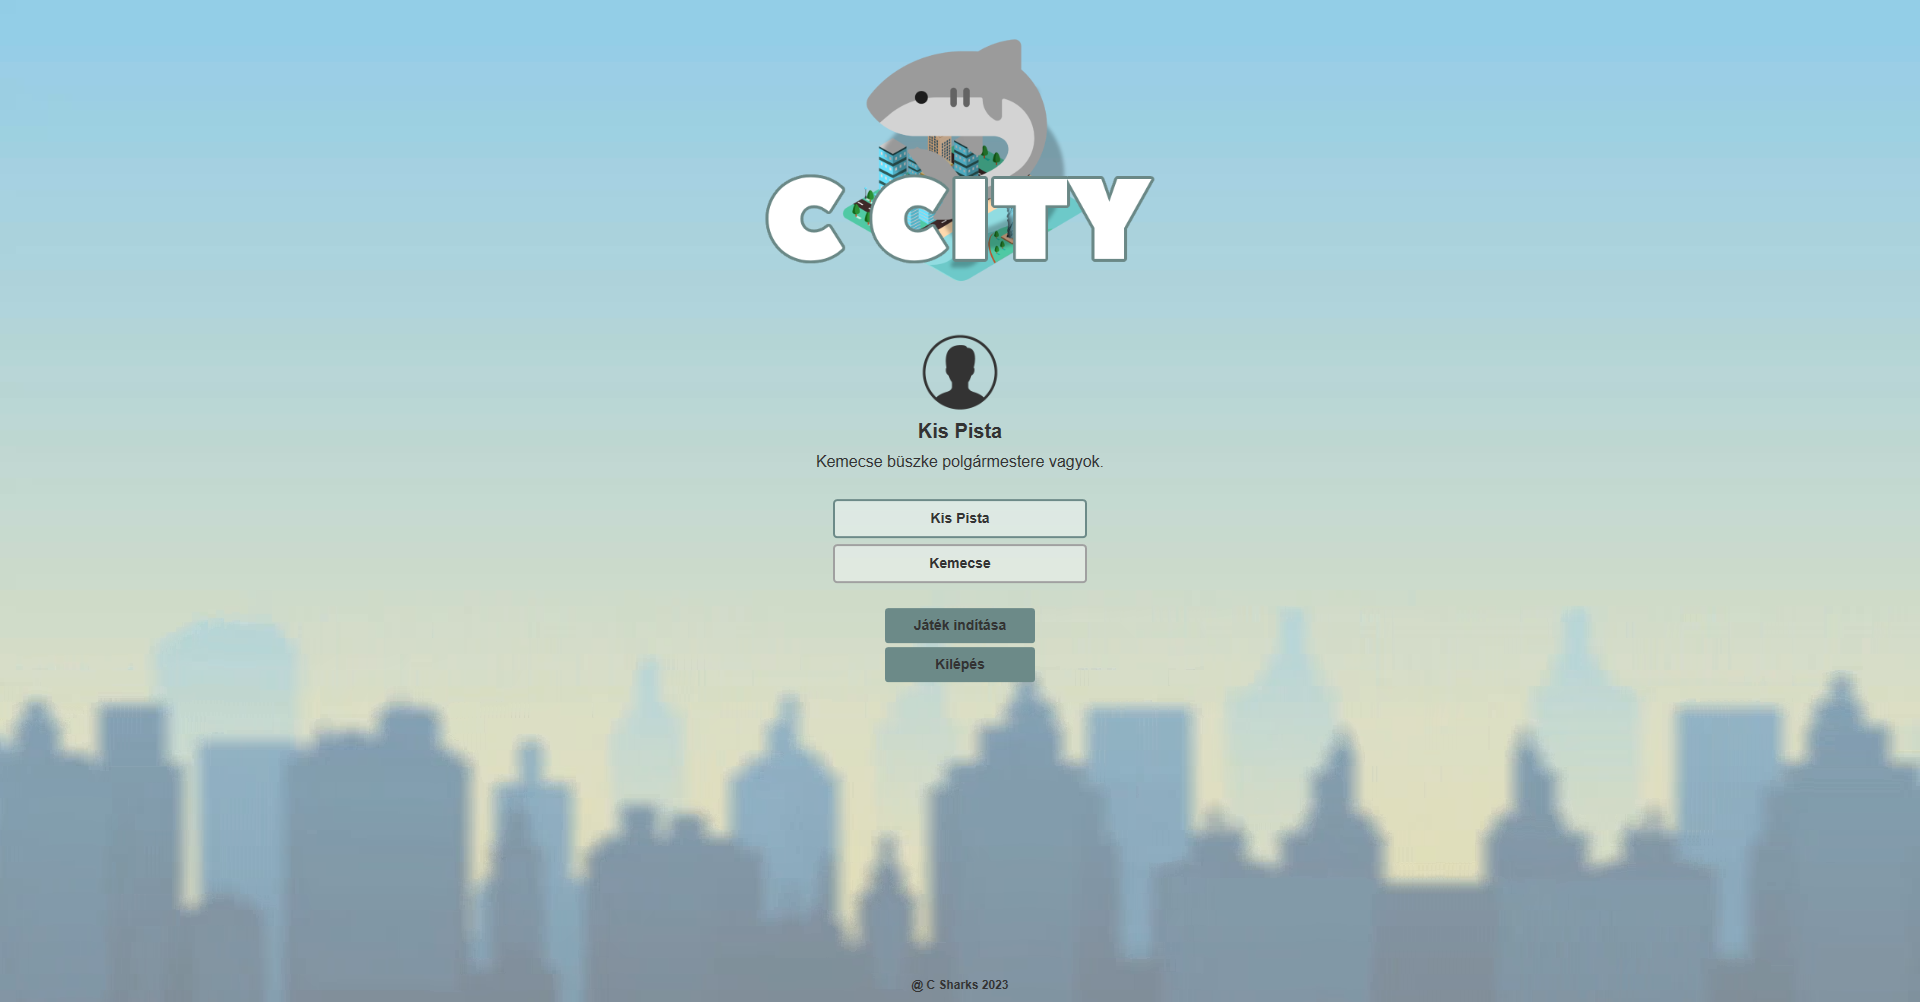 C CITY
Kis Pista
Kemecse büszke polgármestere vagyok.
Kis Pista
Kemecse
Játék indítása
Kilépés
@ C Sharks 2023